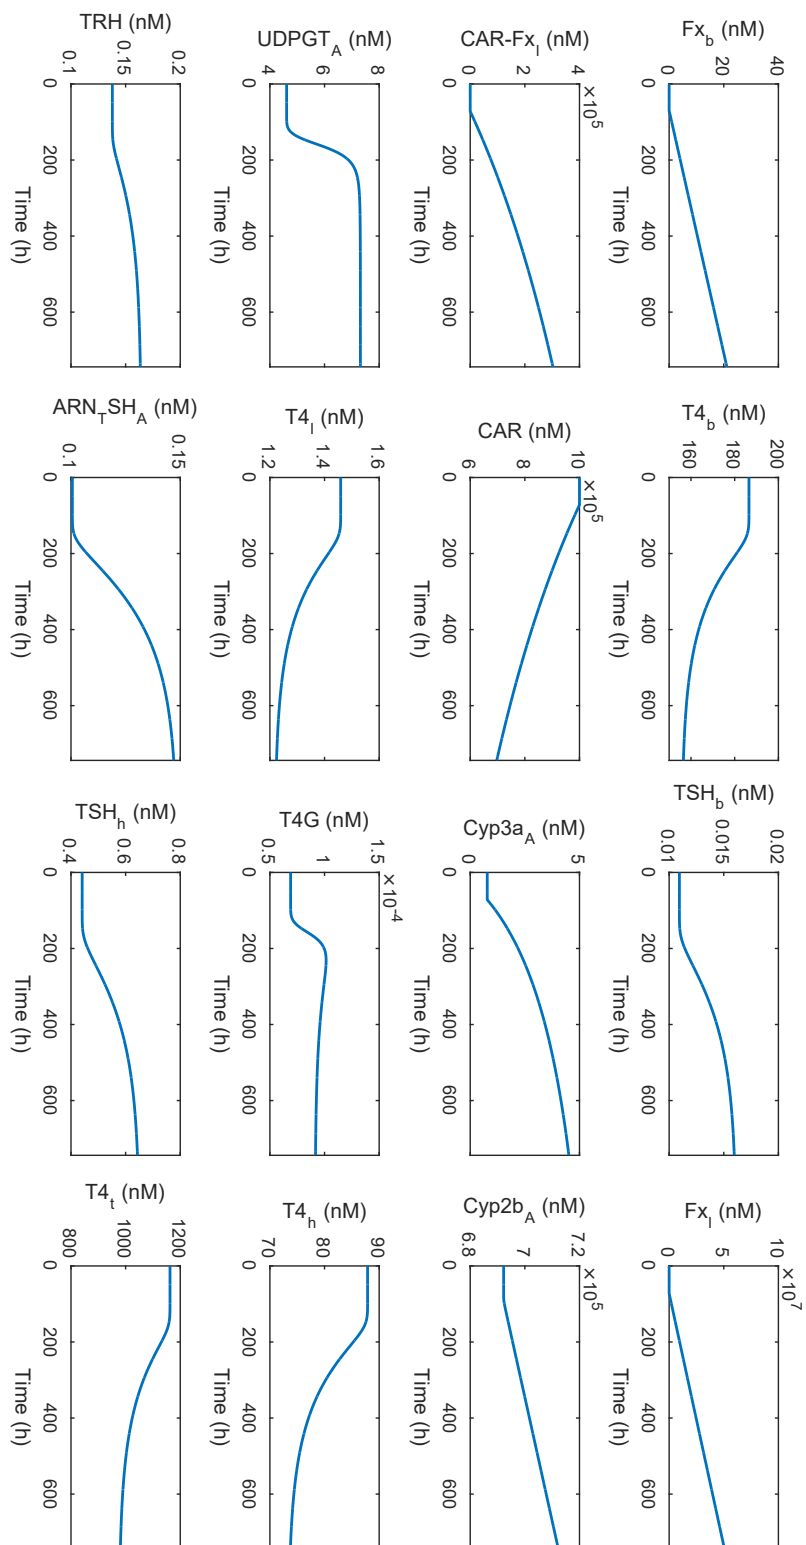 Fx_b (nM)
0 20 40
0 200 400 600
Time (h)
T4_b (nM)
160 180 200
0 200 400 600
Time (h)
TSH_b (nM)
0.01 0.015 0.02
0 200 400 600
Time (h)
Fx_l (nM)
0 5 10
×10^7
0 200 400 600
Time (h)
CAR-Fx_l (nM)
0 2 4
×10^5
0 200 400 600
Time (h)
CAR (nM)
6 8 10
×10^5
0 200 400 600
Time (h)
Cyp3a_A (nM)
0 5
0 200 400 600
Time (h)
Cyp2b_A (nM)
6.8 7 7.2
×10^5
0 200 400 600
Time (h)
UDPGT_A (nM)
4 6 8
0 200 400 600
Time (h)
T4_l (nM)
1.2 1.4 1.6
0 200 400 600
Time (h)
T4G (nM)
0.5 1 1.5
×10^-4
0 200 400 600
Time (h)
T4_h (nM)
70 80 90
0 200 400 600
Time (h)
TRH (nM)
0.1 0.15 0.2
0 200 400 600
Time (h)
ARN_TSH_A (nM)
0.1 0.15
0 200 400 600
Time (h)
TSH_h (nM)
0.4 0.6 0.8
0 200 400 600
Time (h)
T4_t (nM)
800 1000 1200
0 200 400 600
Time (h)